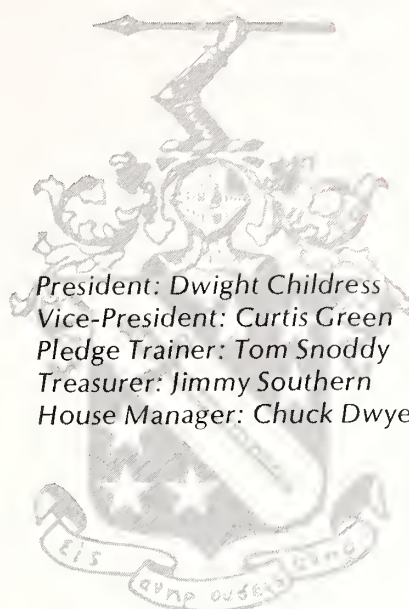 President: Dwight Childress
Vice-President: Curtis Green
Pledge Trainer: Tom Snoddy
Treasurer: Jimmy Southern
House Manager: Chuck Dwye